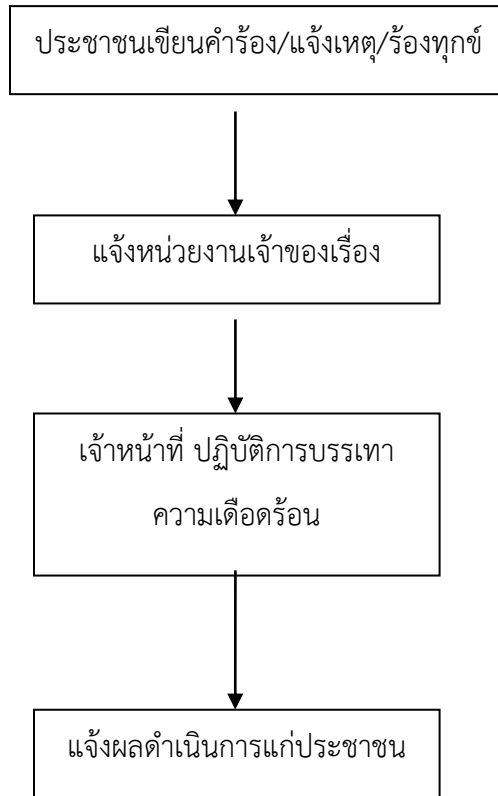 ประชาชนเขียนคำร้อง/แจ้งเหตุ/ร้องทุกข์
แจ้งหน่วยงานเจ้าของเรื่อง
เจ้าหน้าที่ ปฏิบัติการบรรเทา
ความเดือดร้อน
แจ้งผลดำเนินการแก่ประชาชน